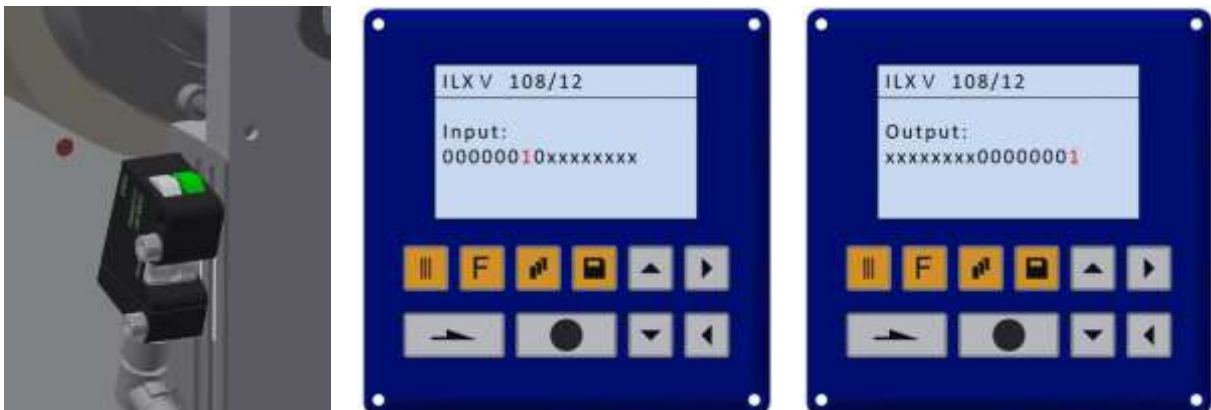 ILX V 108/12
Input:
00000010xxxxxxxx
F
ILX V 108/12
Output:
xxxxxxxx00000001
F